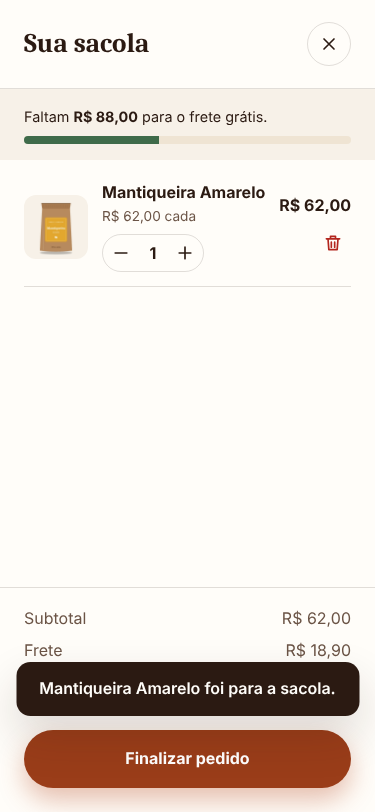 Sua sacola
Faltam R$ 88,00 para o frete grátis.
Mantiqueira Amarelo
R$ 62,00
R$ 62,00 cada
1
Subtotal
R$ 62,00
Frete
R$ 18,90
Mantiqueira Amarelo foi para a sacola.
Finalizar pedido